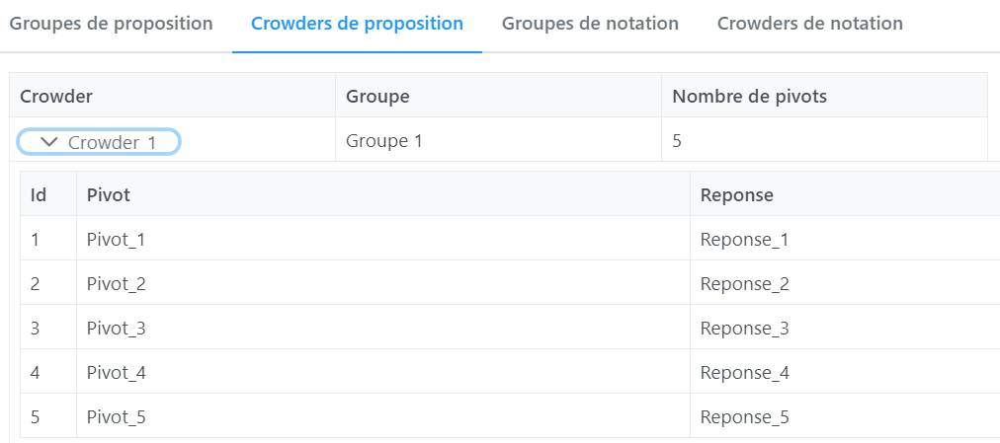 Groupes de proposition Crowders de proposition Groupes de notation Crowders de notation
Crowder Groupe Nombre de pivots
Crowder 1 Groupe 1 5
Id Pivot Reponse
1 Pivot_1 Reponse_1
2 Pivot_2 Reponse_2
3 Pivot_3 Reponse_3
4 Pivot_4 Reponse_4
5 Pivot_5 Reponse_5